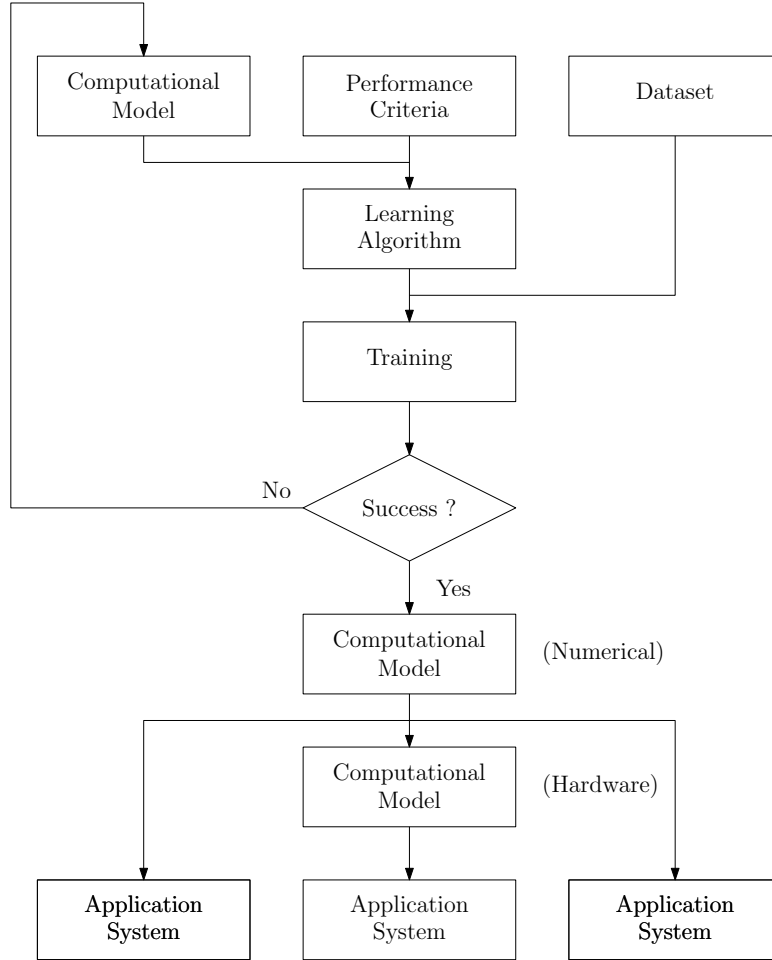 Computational
Model
Performance
Criteria
Dataset
Learning
Algorithm
Training
No
Success ?
Yes
Computational
Model
(Numerical)
Computational
Model
(Hardware)
Application
System
Application
System
Application
System